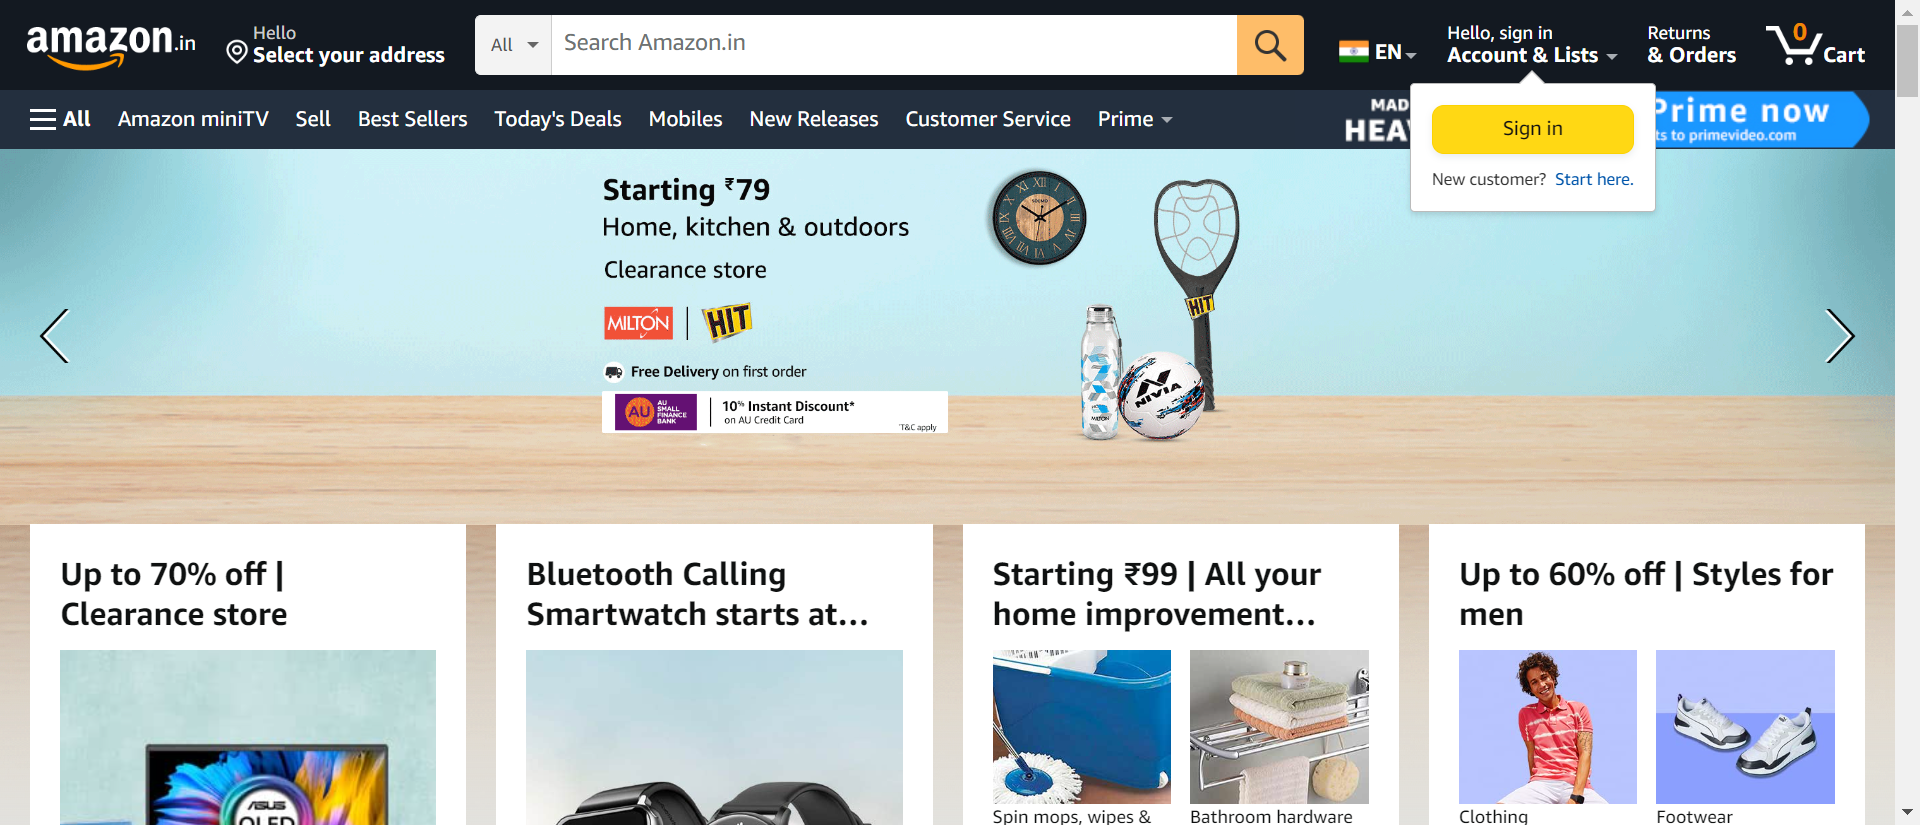 amazon.in
Hello
Select your address
All
Search Amazon.in
EN
Hello, sign in
Account & Lists
Returns
& Orders
0
Cart
All
Amazon miniTV
Sell
Best Sellers
Today's Deals
Mobiles
New Releases
Customer Service
Prime
MAD
HEA
Prime now
ts to primevideo.com
Sign in
New customer? Start here.
Starting ₹79
Home, kitchen & outdoors
Clearance store
MILTON
HIT
Free Delivery on first order
AU
AU
SMALL
FINANCE
BANK
10% Instant Discount*
on AU Credit Card
*T&C apply
XII
HIT
NIVIA
MILTON
Up to 70% off |
Clearance store
ASUS
OLED
Bluetooth Calling
Smartwatch starts at...
Starting ₹99 | All your
home improvement...
Spin mops, wipes &
Bathroom hardware
Up to 60% off | Styles for
men
Clothing
Footwear